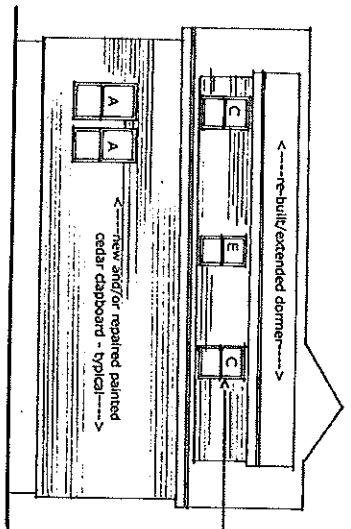 <----re-built/extended dormer---->
C
E
C
A
A
<----new and/or repaired painted
cedar clapboard - typical---->